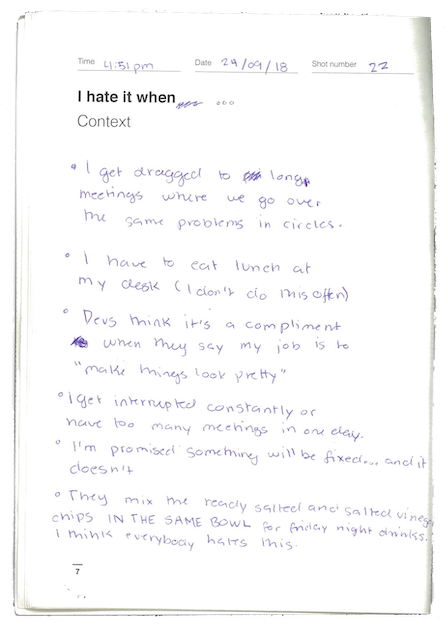 Time 4:51pm Date 29/09/18 Shot number 22
I hate it when ...
Context
• I get dragged to long
meetings where we go over
the same problems in circles.
• I have to eat lunch at
my desk (I don't do this often)
• Devs think it's a compliment
when they say my job is to
"make things look pretty"
• I get interrupted constantly or
have too many meetings in one day.
• I'm promised something will be fixed... and it
doesn't
• They mix the ready salted and salted vinegar
chips IN THE SAME BOWL for friday night drinks.
I think everybody hates this.
7